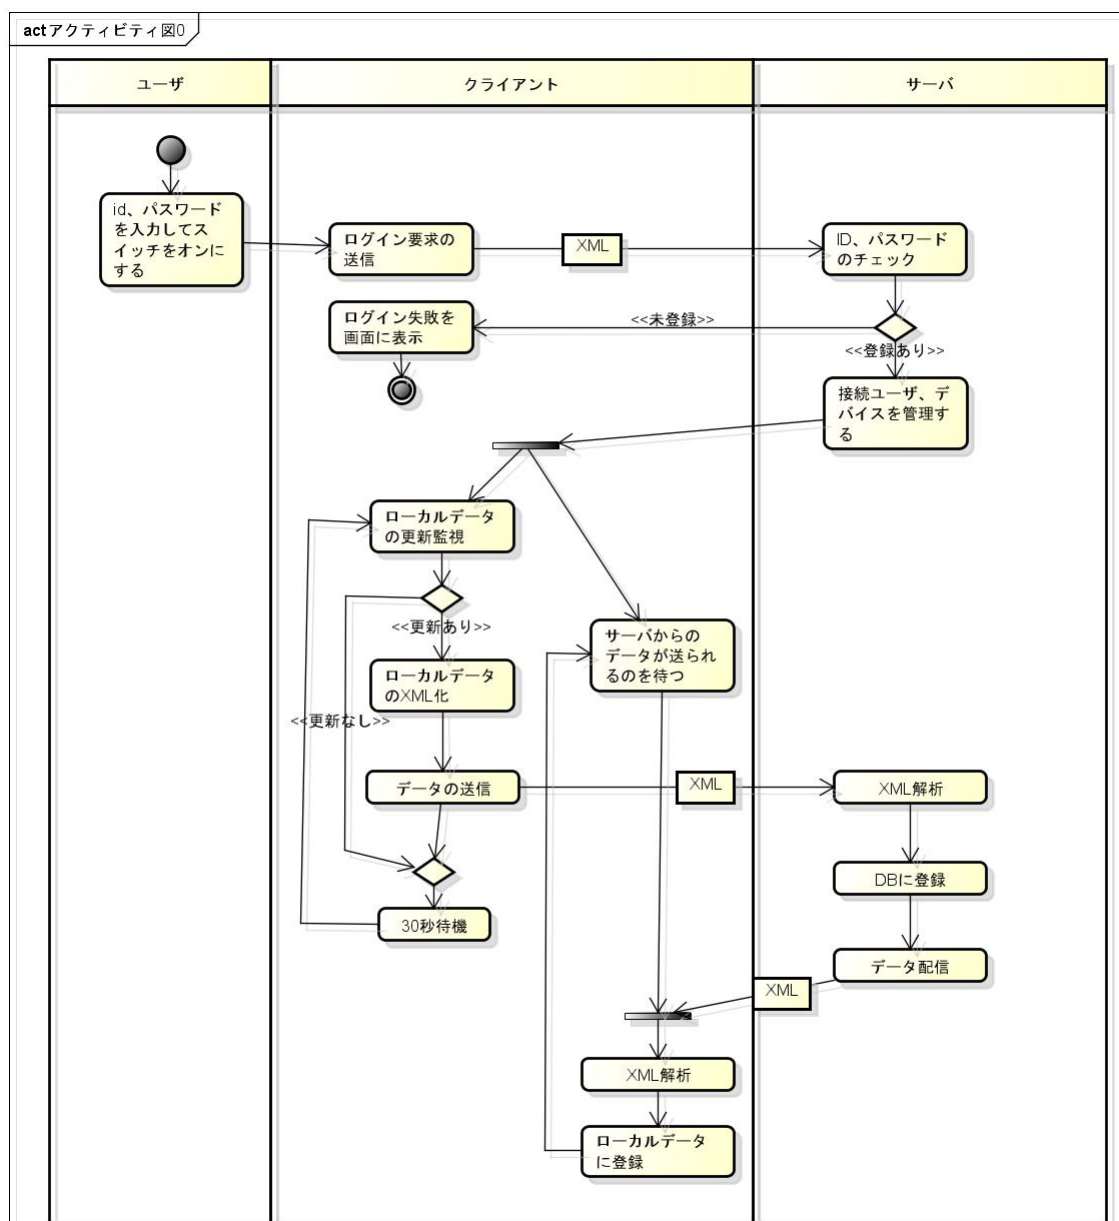 actアクティビティ図0
ユーザ
クライアント
サーバ
id、パスワード
を入力してス
イッチをオンに
する
ログイン要求の
送信
XML
ID、パスワード
のチェック
ログイン失敗を
画面に表示
<<未登録>>
<<登録あり>>
接続ユーザ、デ
バイスを管理す
る
ローカルデータ
の更新監視
<<更新あり>>
サーバからの
データが送られ
るのを待つ
ローカルデータ
のXML化
<<更新なし>>
データの送信
XML
XML解析
DBに登録
30秒待機
データ配信
XML
XML解析
ローカルデータ
に登録